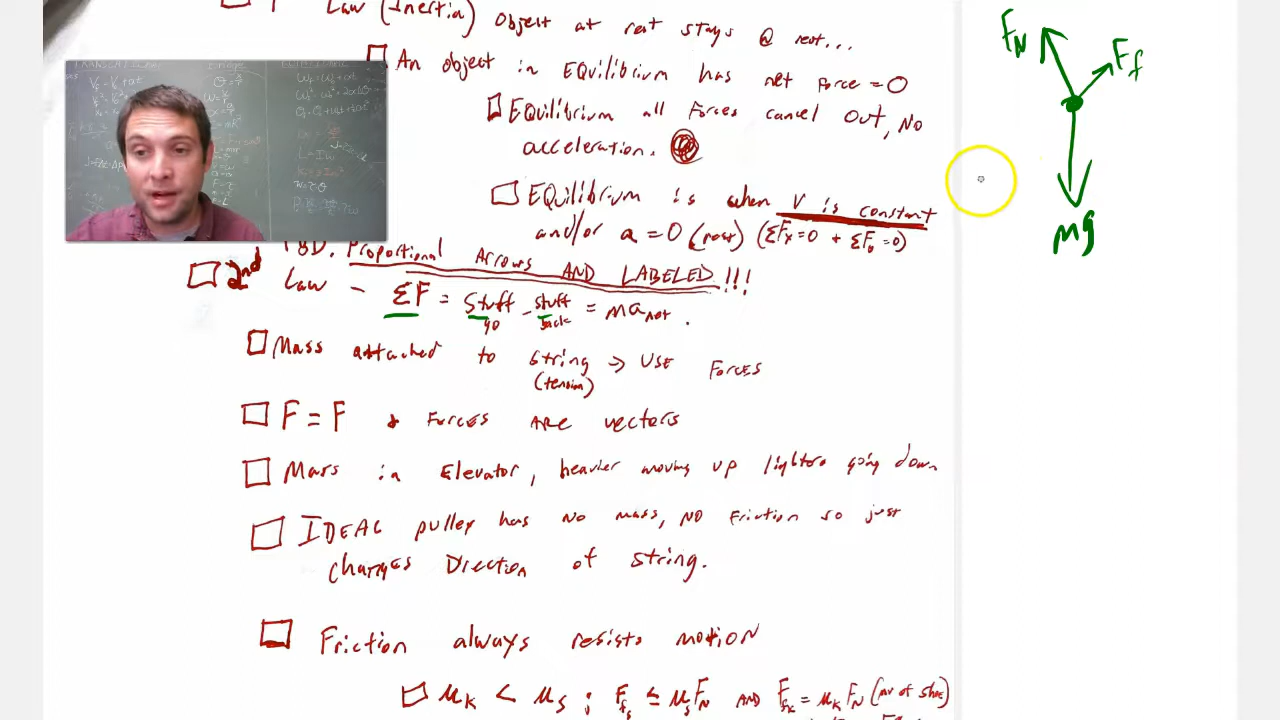 Law (Inertia) Object at rest stays @ rest...
An object in EQuilibrium has net Force = 0
EQuilibrium all Forces cancel Out, No
acceleration.
EQuilibrium is when V is constant
and/or a = 0 (rest) (ΣFx=0 + ΣFy=0)
FBD. Proportional Arrows AND LABELED!!!
2nd Law - ΣF = Stuff go - stuff back = ma
Mass attached to string → USE Forces
(tension)
F = F & Forces ARE vectors
Mass in Elevator, heavier moving up lighter going down
IDEAL pulley has No mass, NO Friction so just
changes Direction of string.
Friction always resists motion
μK < μs ; Ffs ≤ μsFN AND Ffk = μK FN
FN
Ff
mg